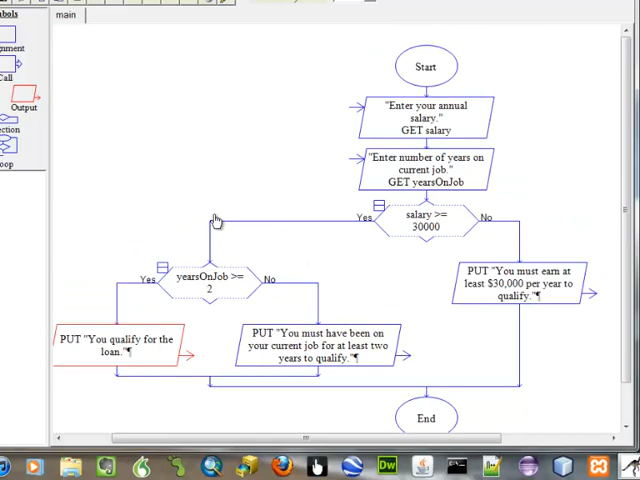 main
Start
"Enter your annual
salary."
GET salary
"Enter number of years on
current job."
GET yearsOnJob
Yes
salary >=
30000
No
Yes
yearsOnJob >=
2
No
PUT "You must earn at
least $30,000 per year to
qualify."¶
PUT "You qualify for the
loan."¶
PUT "You must have been on
your current job for at least two
years to qualify."¶
End
Call
Output
Dw